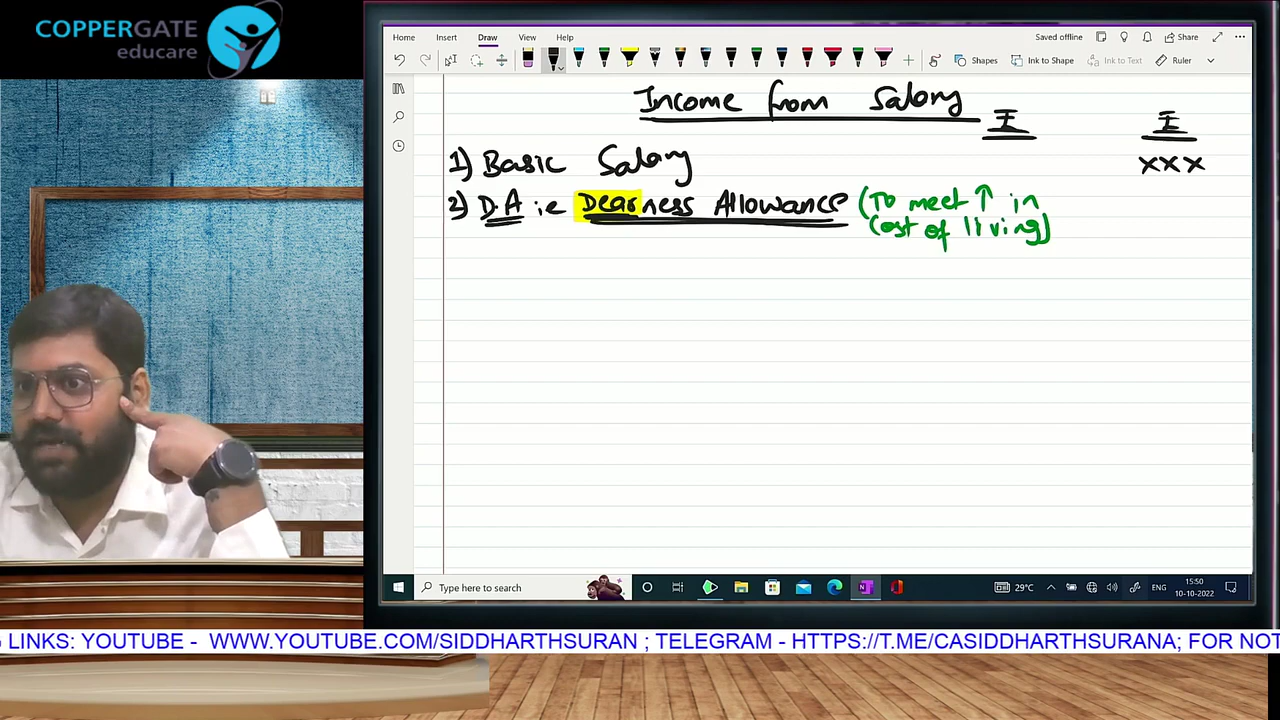 COPPERGATE
educare
Home Insert Draw View Help
Saved offline
Share
Shapes
Ink to Shape
Ink to Text
Ruler
Income from Salary
₹ ₹
1) Basic Salary XXX
2) D.A ie Dearness Allowance (To meet ↑ in
cost of living)
Type here to search
29°C
ENG
15:50
10-10-2022
LINKS: YOUTUBE - WWW.YOUTUBE.COM/SIDDHARTHSURAN ; TELEGRAM - HTTPS://T.ME/CASIDDHARTHSURANA; FOR NOT